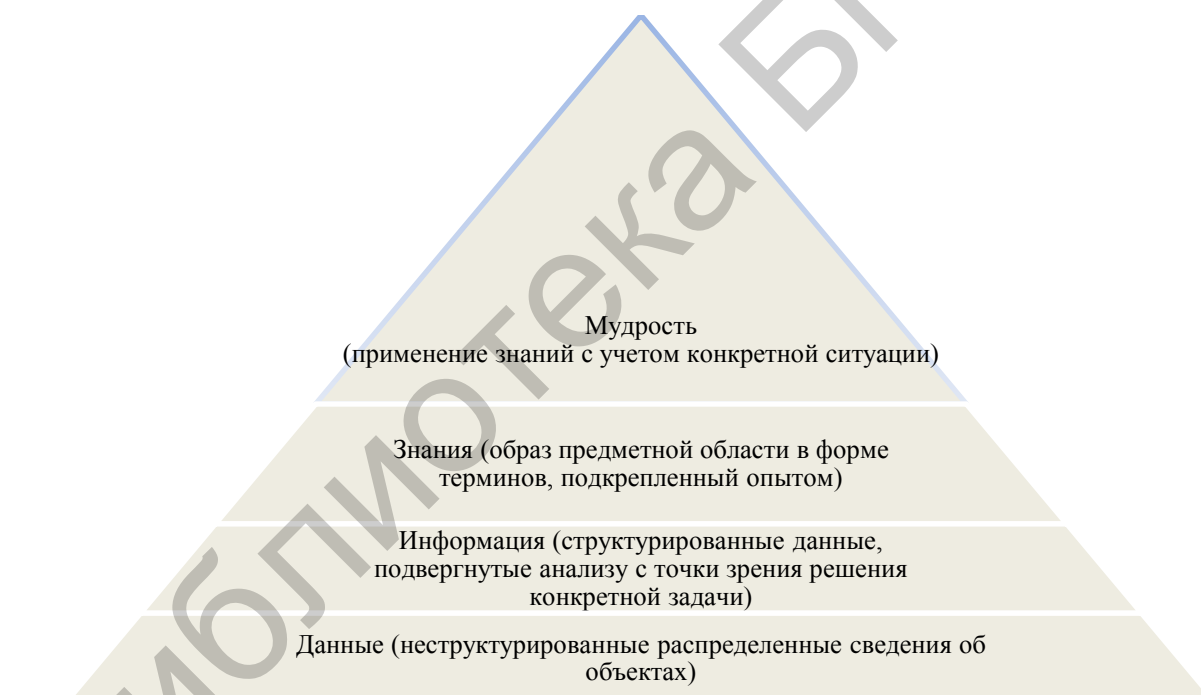 Мудрость
(применение знаний с учетом конкретной ситуации)
Знания (образ предметной области в форме
терминов, подкрепленный опытом)
Информация (структурированные данные,
подвергнутые анализу с точки зрения решения
конкретной задачи)
Данные (неструктурированные распределенные сведения об
объектах)